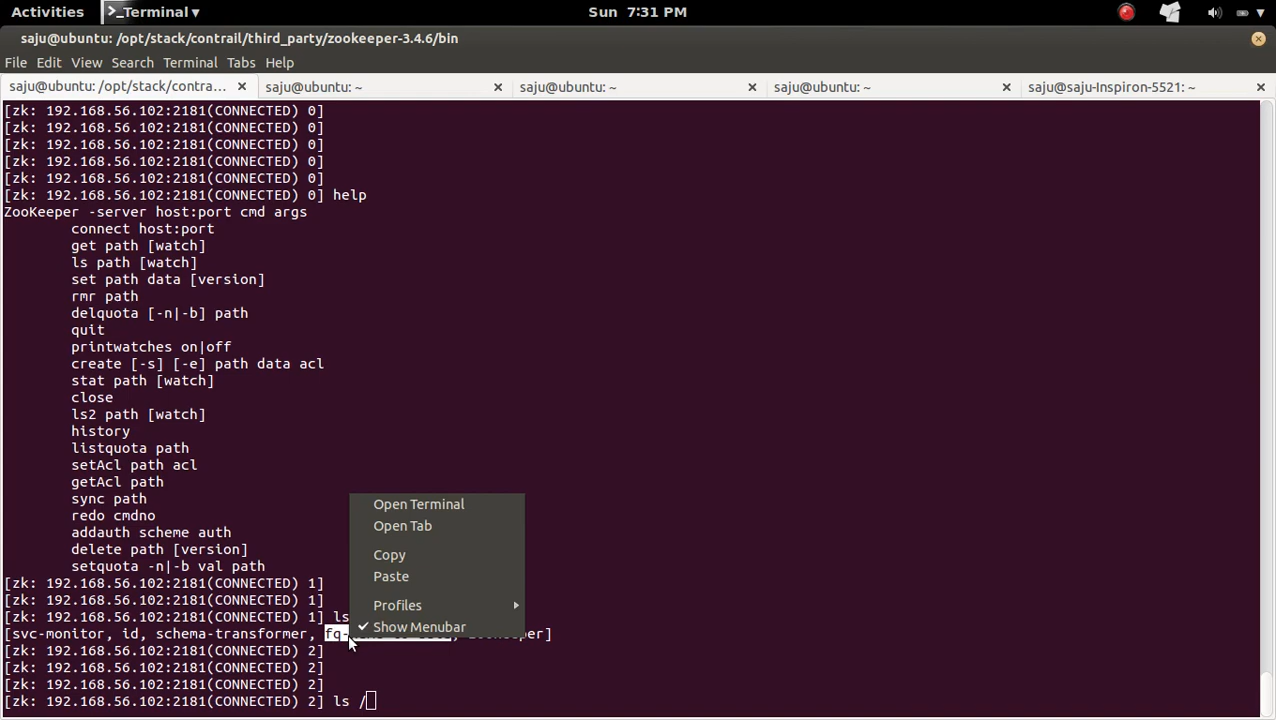 Activities Terminal Sun 7:31 PM
saju@ubuntu: /opt/stack/contrail/third_party/zookeeper-3.4.6/bin
File Edit View Search Terminal Tabs Help
saju@ubuntu: /opt/stack/contra... saju@ubuntu: ~ saju@ubuntu: ~ saju@ubuntu: ~ saju@saju-Inspiron-5521: ~
[zk: 192.168.56.102:2181(CONNECTED) 0]
[zk: 192.168.56.102:2181(CONNECTED) 0]
[zk: 192.168.56.102:2181(CONNECTED) 0]
[zk: 192.168.56.102:2181(CONNECTED) 0]
[zk: 192.168.56.102:2181(CONNECTED) 0]
[zk: 192.168.56.102:2181(CONNECTED) 0] help
ZooKeeper -server host:port cmd args
connect host:port
get path [watch]
ls path [watch]
set path data [version]
rmr path
delquota [-n|-b] path
quit
printwatches on|off
create [-s] [-e] path data acl
stat path [watch]
close
ls2 path [watch]
history
listquota path
setAcl path acl
getAcl path
sync path
redo cmdno
addauth scheme auth
delete path [version]
setquota -n|-b val path
[zk: 192.168.56.102:2181(CONNECTED) 1]
[zk: 192.168.56.102:2181(CONNECTED) 1]
[zk: 192.168.56.102:2181(CONNECTED) 1] ls
[svc-monitor, id, schema-transformer,
[zk: 192.168.56.102:2181(CONNECTED) 2]
[zk: 192.168.56.102:2181(CONNECTED) 2]
[zk: 192.168.56.102:2181(CONNECTED) 2]
[zk: 192.168.56.102:2181(CONNECTED) 2] ls /
Open Terminal
Open Tab
Copy
Paste
Profiles
Show Menubar